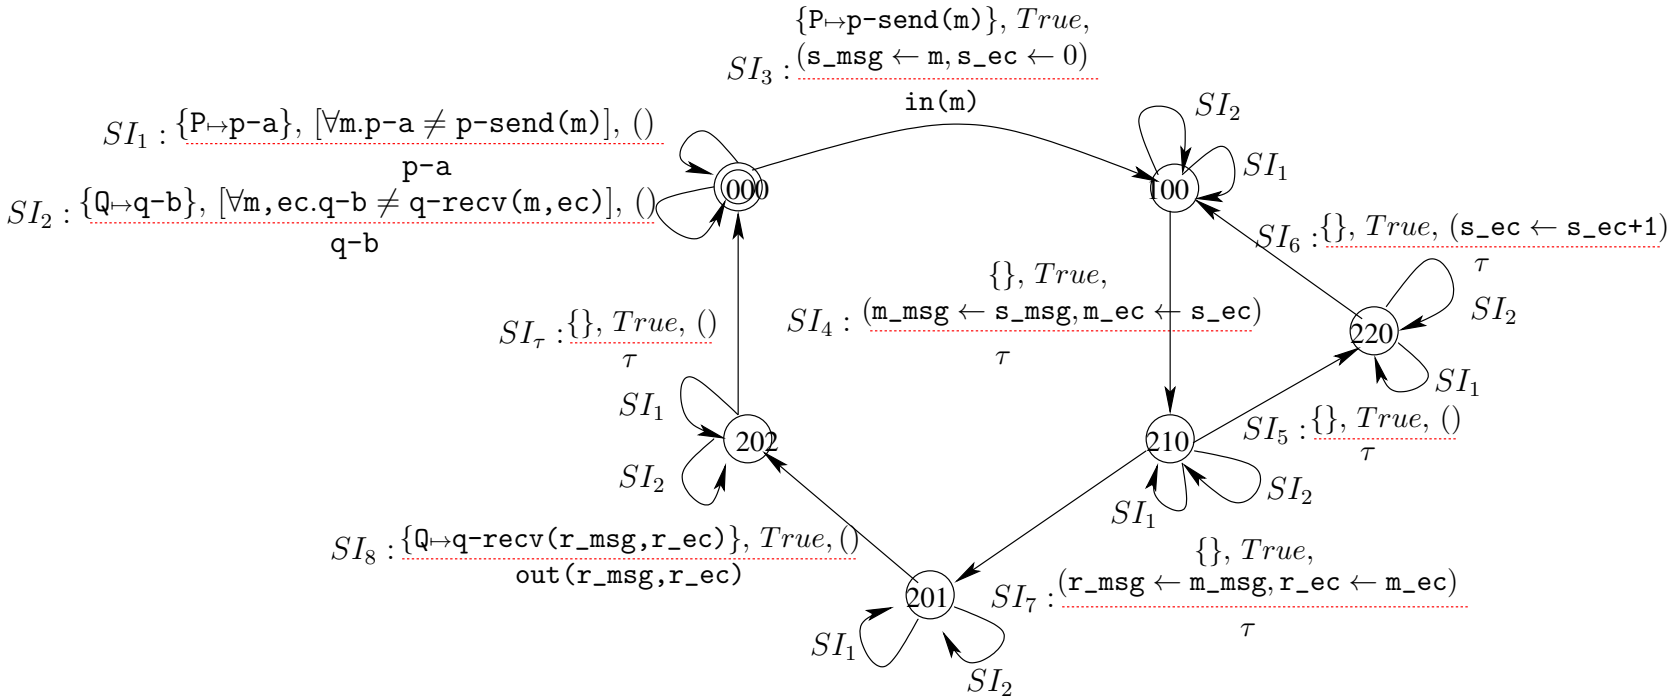 {P↦p-send(m)}, True,
SI3 : (s_msg ← m, s_ec ← 0)
in(m)
SI1 : {P↦p-a}, [∀m.p-a ≠ p-send(m)], ()
p-a
SI2 : {Q↦q-b}, [∀m,ec.q-b ≠ q-recv(m,ec)], ()
q-b
000
SI2
SI1
100
SI6 : {}, True, (s_ec ← s_ec+1)
τ
{}, True,
SI4 : (m_msg ← s_msg, m_ec ← s_ec)
τ
SIτ : {}, True, ()
τ
SI2
220
SI1
SI1
202
SI2
SI5 : {}, True, ()
τ
210
SI1
SI2
SI8 : {Q↦q-recv(r_msg,r_ec)}, True, ()
out(r_msg,r_ec)
{}, True,
SI7 : (r_msg ← m_msg, r_ec ← m_ec)
τ
201
SI1
SI2